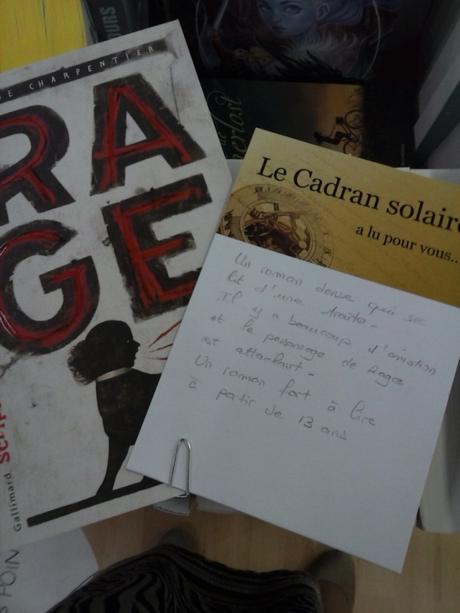 DE CHARPENTIER
RA
GE
Gallimard
Le Cadran solaire
a lu pour vous...
Un roman dense qui se
lit d'une traite.
Il y a beaucoup d'émotion
et le personnage de Rage
est attachant.
Un roman fort à lire
à partir de 13 ans